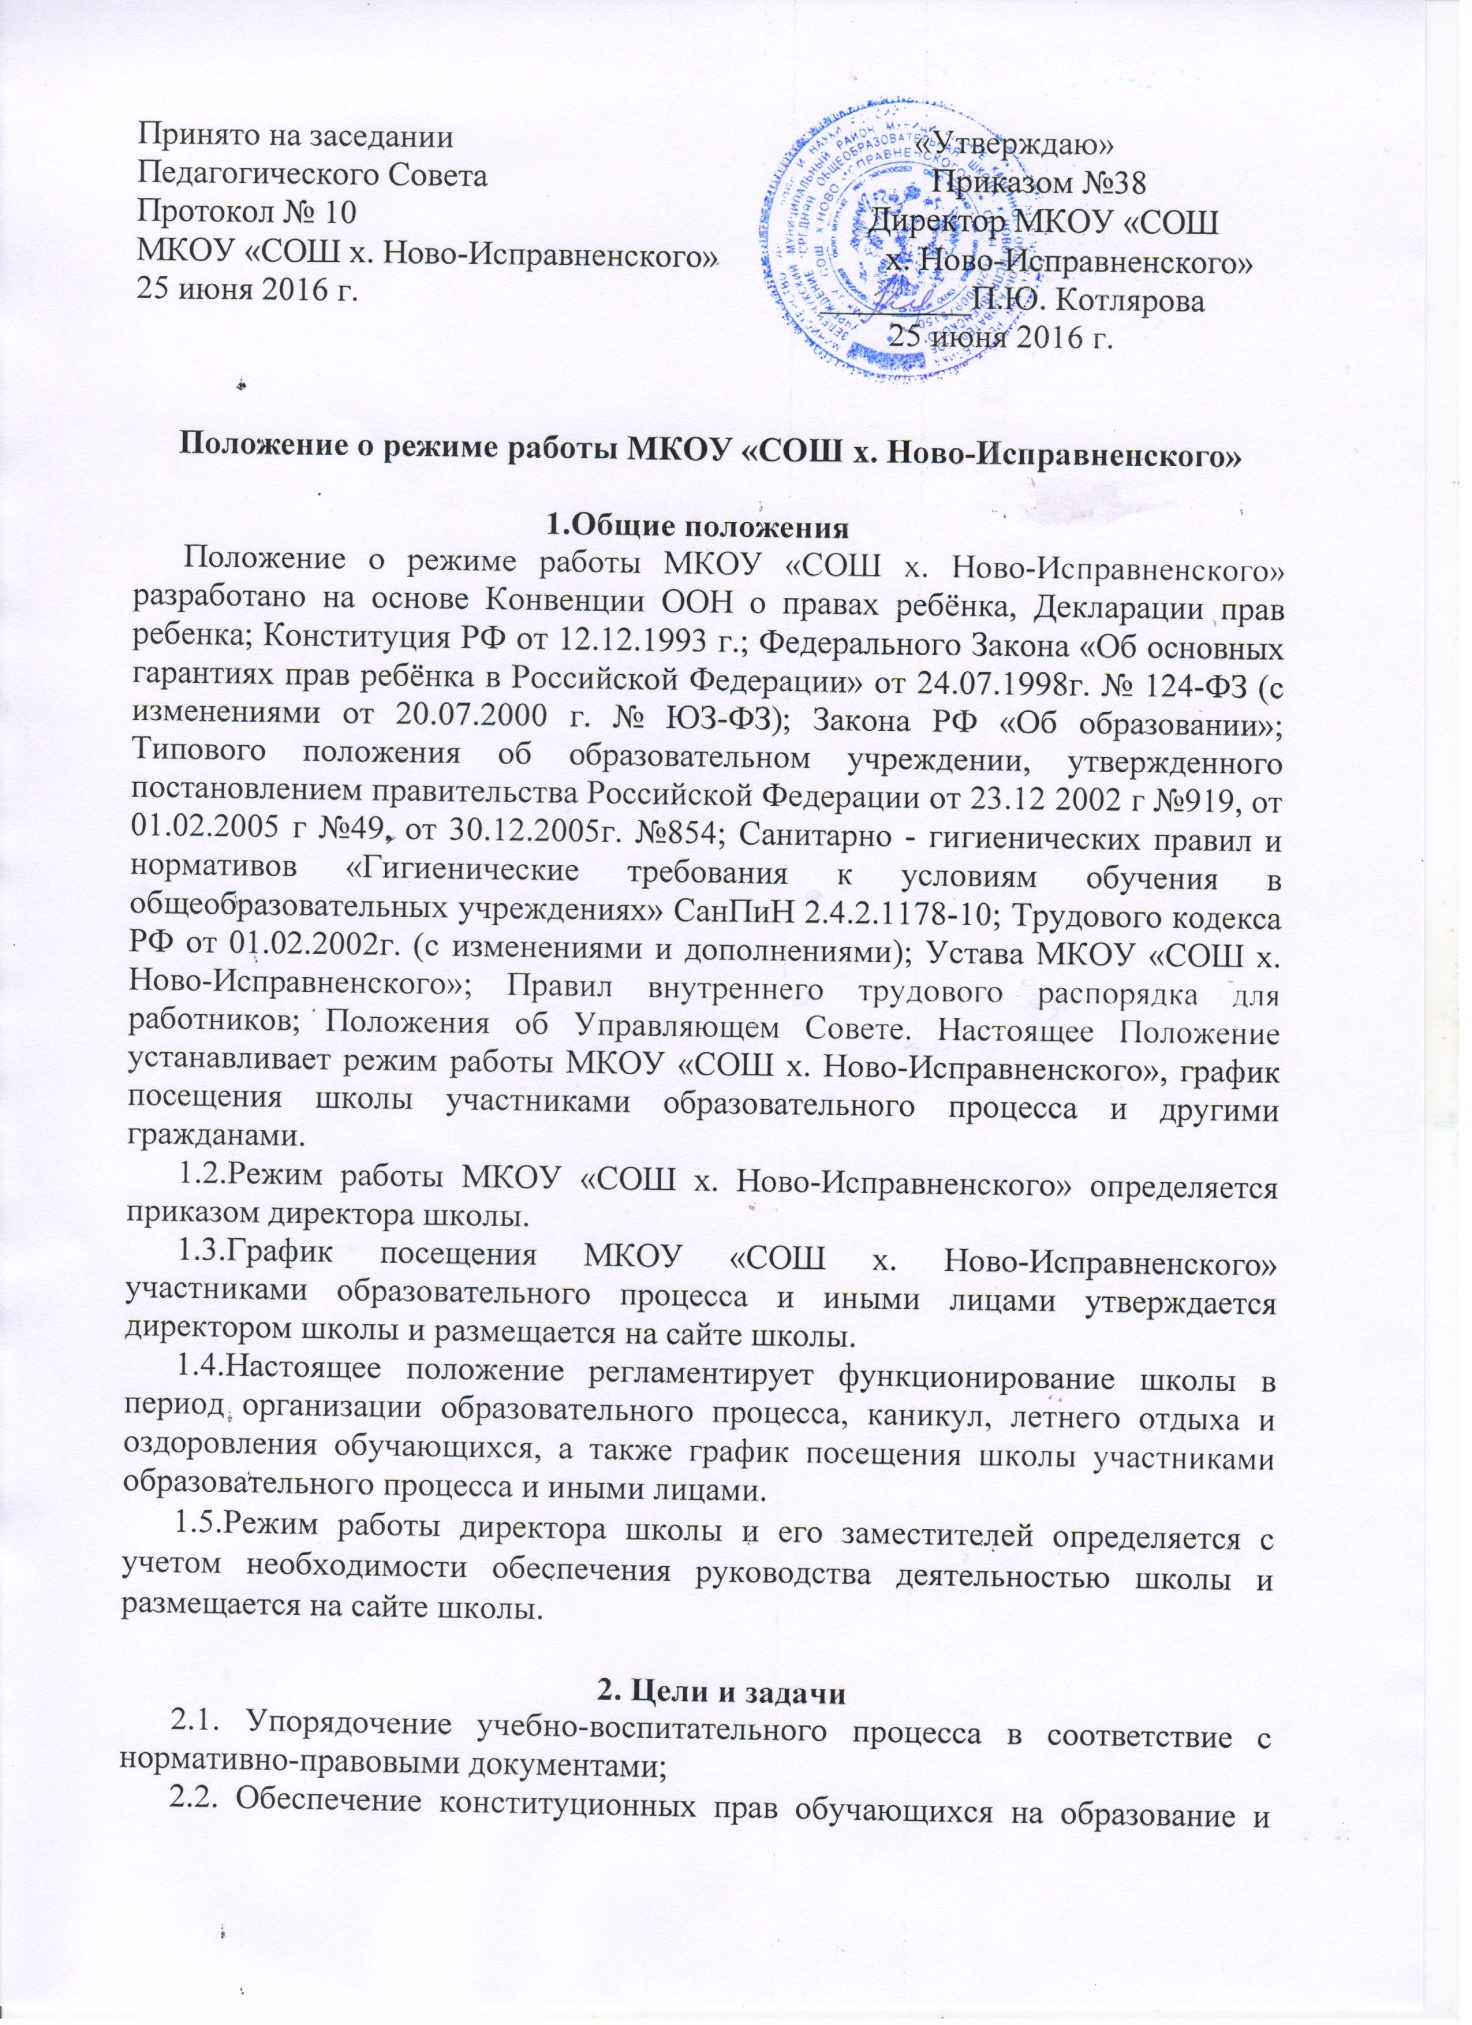 Принято на заседании
Педагогического Совета
Протокол № 10
МКОУ «СОШ х. Ново-Исправненского»
25 июня 2016 г.
«Утверждаю»
Приказом №38
Директор МКОУ «СОШ
х. Ново-Исправненского»
_________П.Ю. Котлярова
25 июня 2016 г.
Положение о режиме работы МКОУ «СОШ х. Ново-Исправненского»
1.Общие положения
Положение о режиме работы МКОУ «СОШ х. Ново-Исправненского»
разработано на основе Конвенции ООН о правах ребёнка, Декларации прав
ребенка; Конституция РФ от 12.12.1993 г.; Федерального Закона «Об основных
гарантиях прав ребёнка в Российской Федерации» от 24.07.1998г. № 124-ФЗ (с
изменениями от 20.07.2000 г. № ЮЗ-ФЗ); Закона РФ «Об образовании»;
Типового положения об образовательном учреждении, утвержденного
постановлением правительства Российской Федерации от 23.12 2002 г №919, от
01.02.2005 г №49, от 30.12.2005г. №854; Санитарно - гигиенических правил и
нормативов «Гигиенические требования к условиям обучения в
общеобразовательных учреждениях» СанПиН 2.4.2.1178-10; Трудового кодекса
РФ от 01.02.2002г. (с изменениями и дополнениями); Устава МКОУ «СОШ х.
Ново-Исправненского»; Правил внутреннего трудового распорядка для
работников; Положения об Управляющем Совете. Настоящее Положение
устанавливает режим работы МКОУ «СОШ х. Ново-Исправненского», график
посещения школы участниками образовательного процесса и другими
гражданами.
1.2.Режим работы МКОУ «СОШ х. Ново-Исправненского» определяется
приказом директора школы.
1.3.График посещения МКОУ «СОШ х. Ново-Исправненского»
участниками образовательного процесса и иными лицами утверждается
директором школы и размещается на сайте школы.
1.4.Настоящее положение регламентирует функционирование школы в
период организации образовательного процесса, каникул, летнего отдыха и
оздоровления обучающихся, а также график посещения школы участниками
образовательного процесса и иными лицами.
1.5.Режим работы директора школы и его заместителей определяется с
учетом необходимости обеспечения руководства деятельностью школы и
размещается на сайте школы.
2. Цели и задачи
2.1. Упорядочение учебно-воспитательного процесса в соответствие с
нормативно-правовыми документами;
2.2. Обеспечение конституционных прав обучающихся на образование и